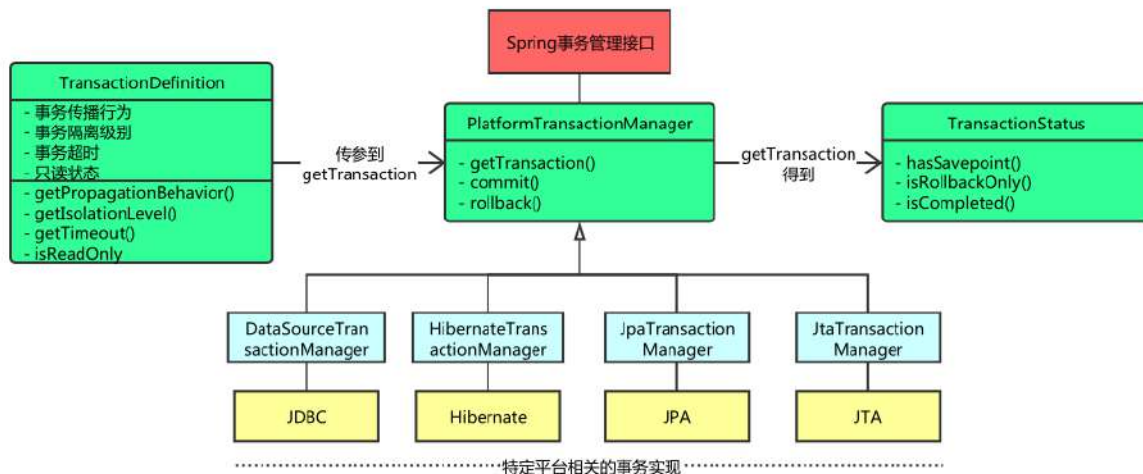 Spring事务管理接口
TransactionDefinition
- 事务传播行为
- 事务隔离级别
- 事务超时
- 只读状态
- getPropagationBehavior()
- getIsolationLevel()
- getTimeout()
- isReadOnly
传参到
getTransaction
PlatformTransactionManager
- getTransaction()
- commit()
- rollback()
getTransaction
得到
TransactionStatus
- hasSavepoint()
- isRollbackOnly()
- isCompleted()
DataSourceTran
sactionManager
HibernateTrans
actionManager
JpaTransaction
Manager
JtaTransaction
Manager
JDBC
Hibernate
JPA
JTA
特定平台相关的事务实现